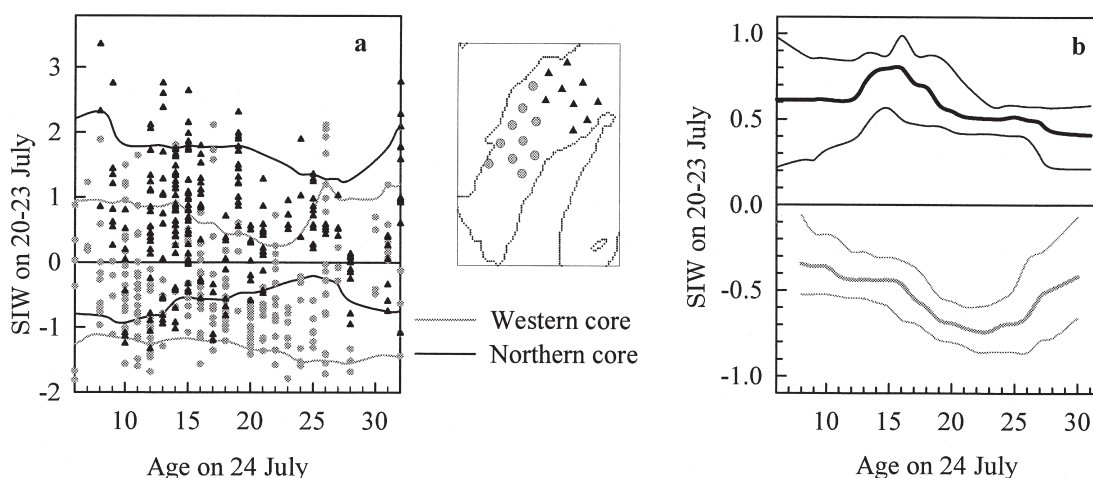 a
SIW on 20-23 July
3
2
1
0
-1
-2
10 15 20 25 30
Age on 24 July
Western core
Northern core
b
SIW on 20-23 July
1.0
0.5
0.0
-0.5
-1.0
10 15 20 25 30
Age on 24 July